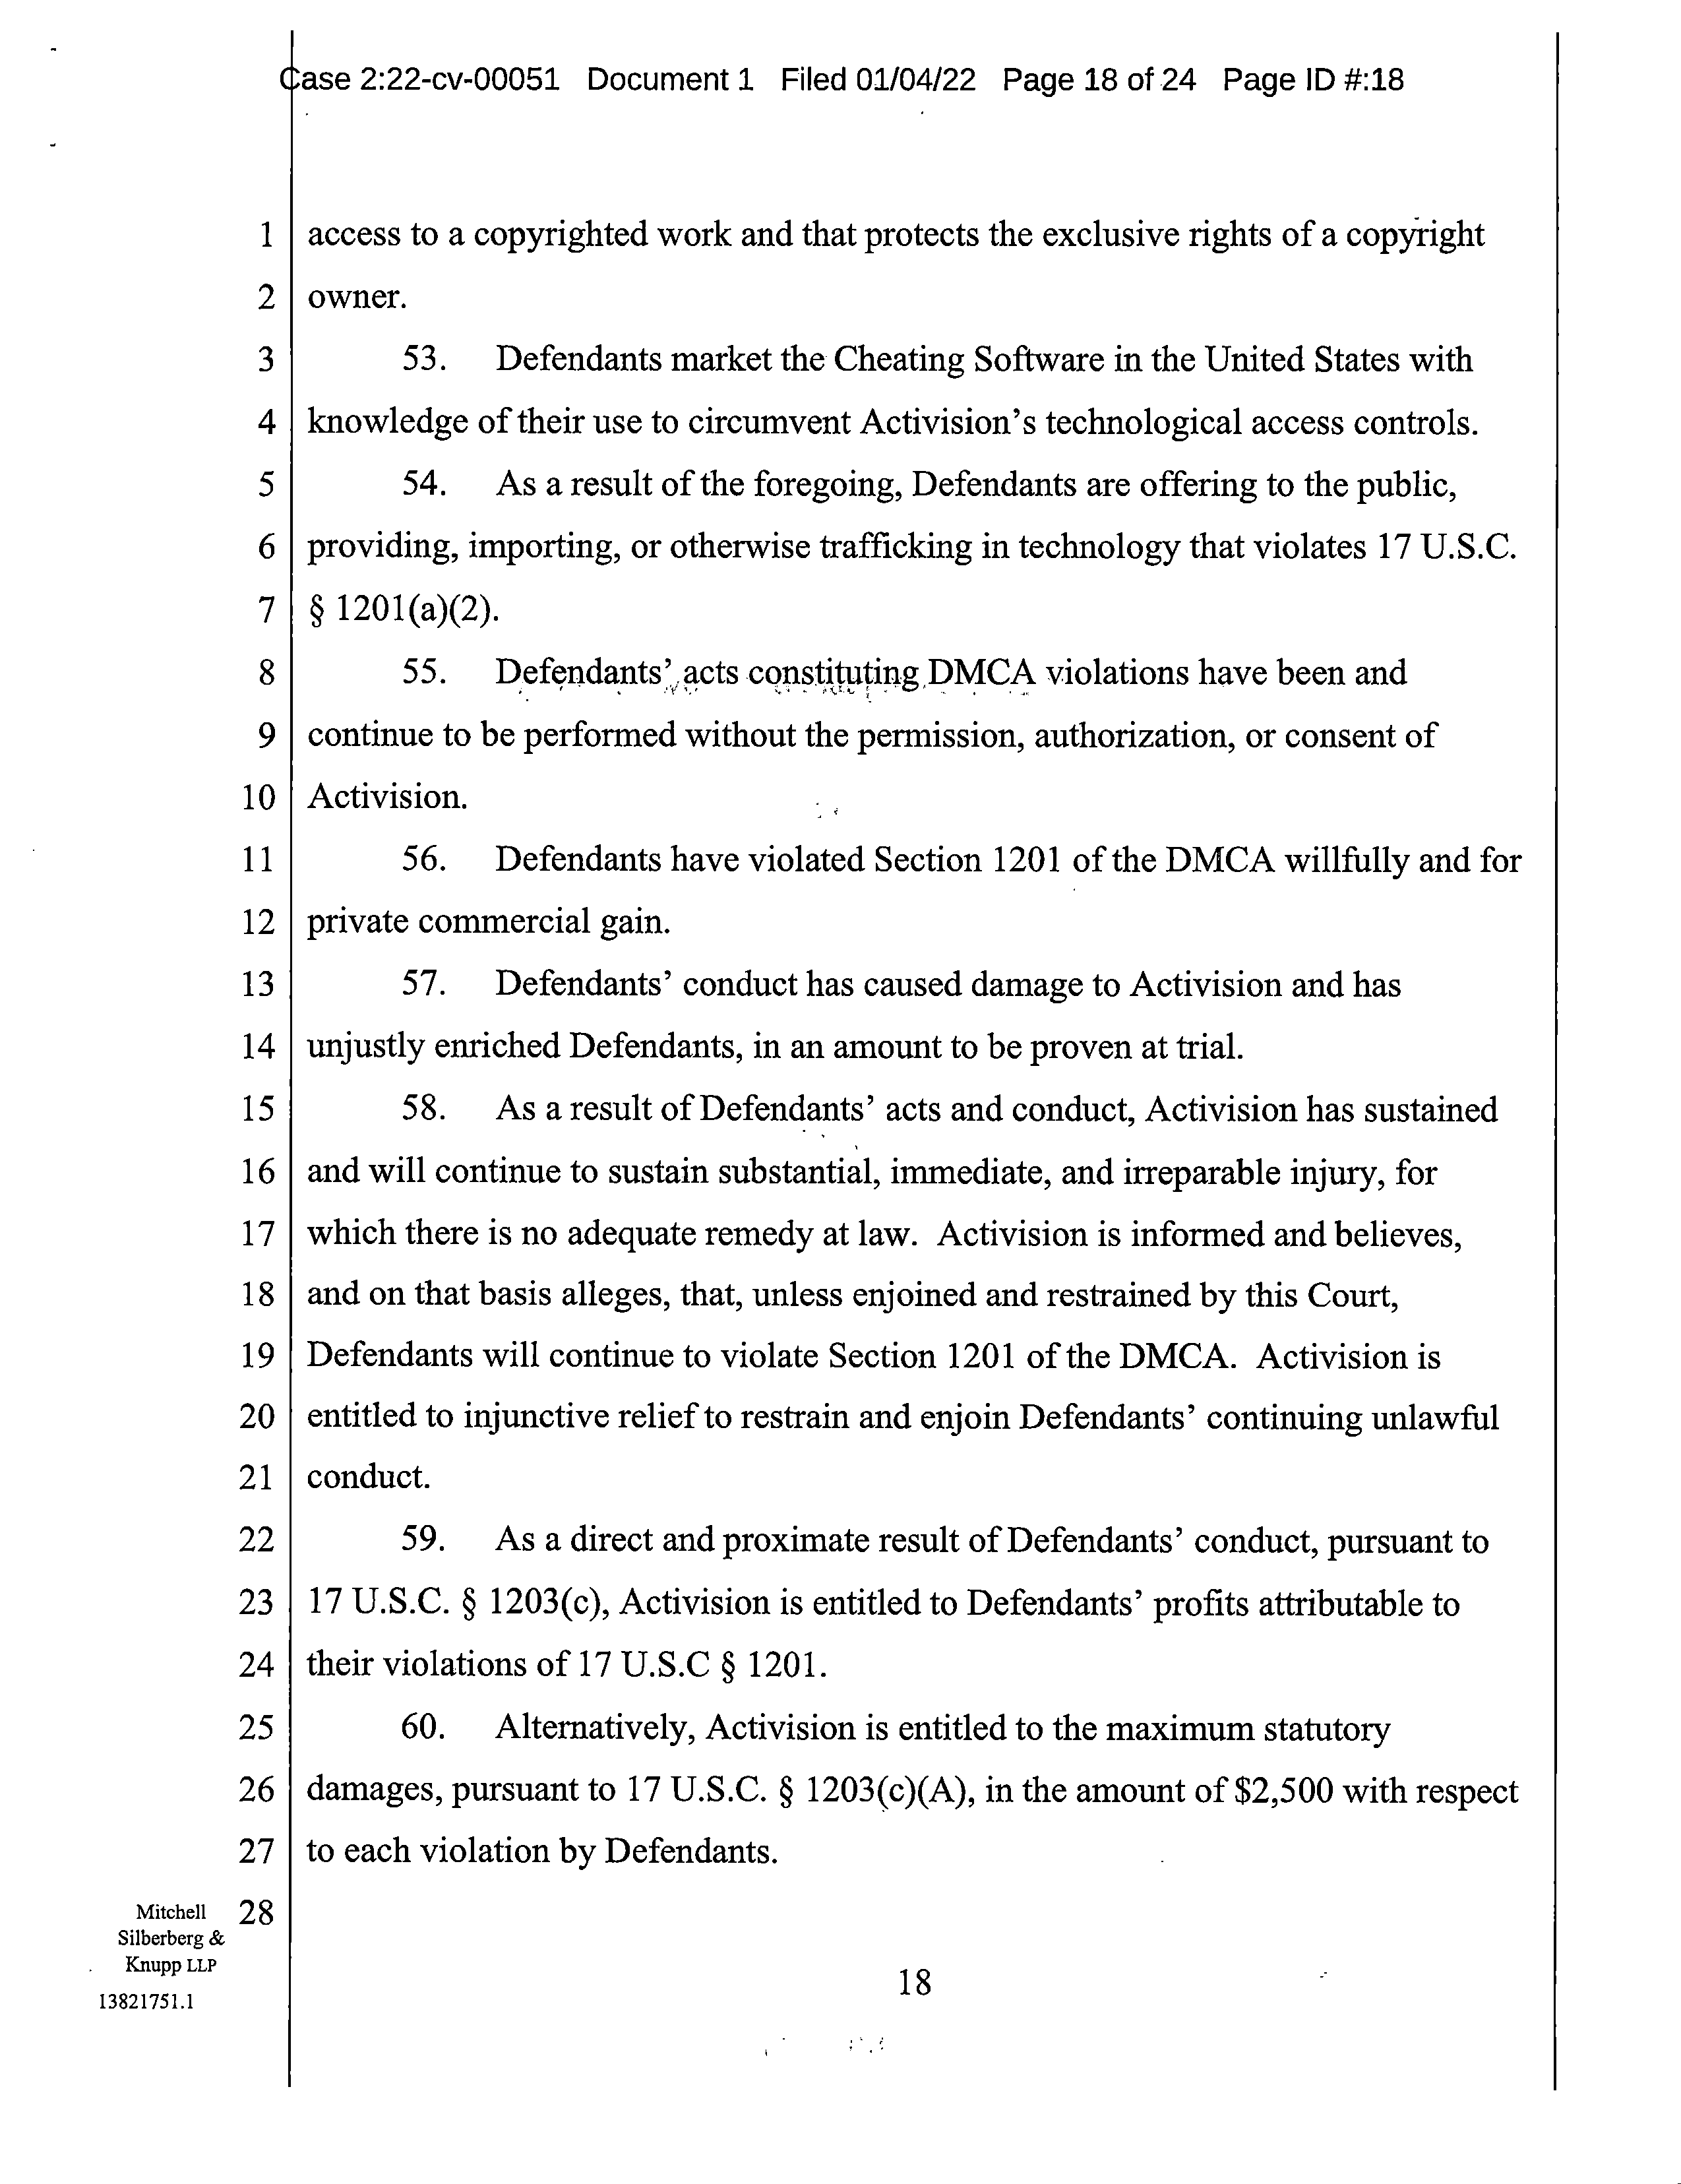 Case 2:22-cv-00051 Document 1 Filed 01/04/22 Page 18 of 24 Page ID #:18
1 access to a copyrighted work and that protects the exclusive rights of a copyright
2 owner.
3 53. Defendants market the Cheating Software in the United States with
4 knowledge of their use to circumvent Activision’s technological access controls.
5 54. As a result of the foregoing, Defendants are offering to the public,
6 providing, importing, or otherwise trafficking in technology that violates 17 U.S.C.
7 § 1201(a)(2).
8 55. Defendants’ acts constituting DMCA violations have been and
9 continue to be performed without the permission, authorization, or consent of
10 Activision.
11 56. Defendants have violated Section 1201 of the DMCA willfully and for
12 private commercial gain.
13 57. Defendants’ conduct has caused damage to Activision and has
14 unjustly enriched Defendants, in an amount to be proven at trial.
15 58. As a result of Defendants’ acts and conduct, Activision has sustained
16 and will continue to sustain substantial, immediate, and irreparable injury, for
17 which there is no adequate remedy at law. Activision is informed and believes,
18 and on that basis alleges, that, unless enjoined and restrained by this Court,
19 Defendants will continue to violate Section 1201 of the DMCA. Activision is
20 entitled to injunctive relief to restrain and enjoin Defendants’ continuing unlawful
21 conduct.
22 59. As a direct and proximate result of Defendants’ conduct, pursuant to
23 17 U.S.C. § 1203(c), Activision is entitled to Defendants’ profits attributable to
24 their violations of 17 U.S.C § 1201.
25 60. Alternatively, Activision is entitled to the maximum statutory
26 damages, pursuant to 17 U.S.C. § 1203(c)(A), in the amount of $2,500 with respect
27 to each violation by Defendants.
28
Mitchell
Silberberg &
Knupp LLP
13821751.1
18